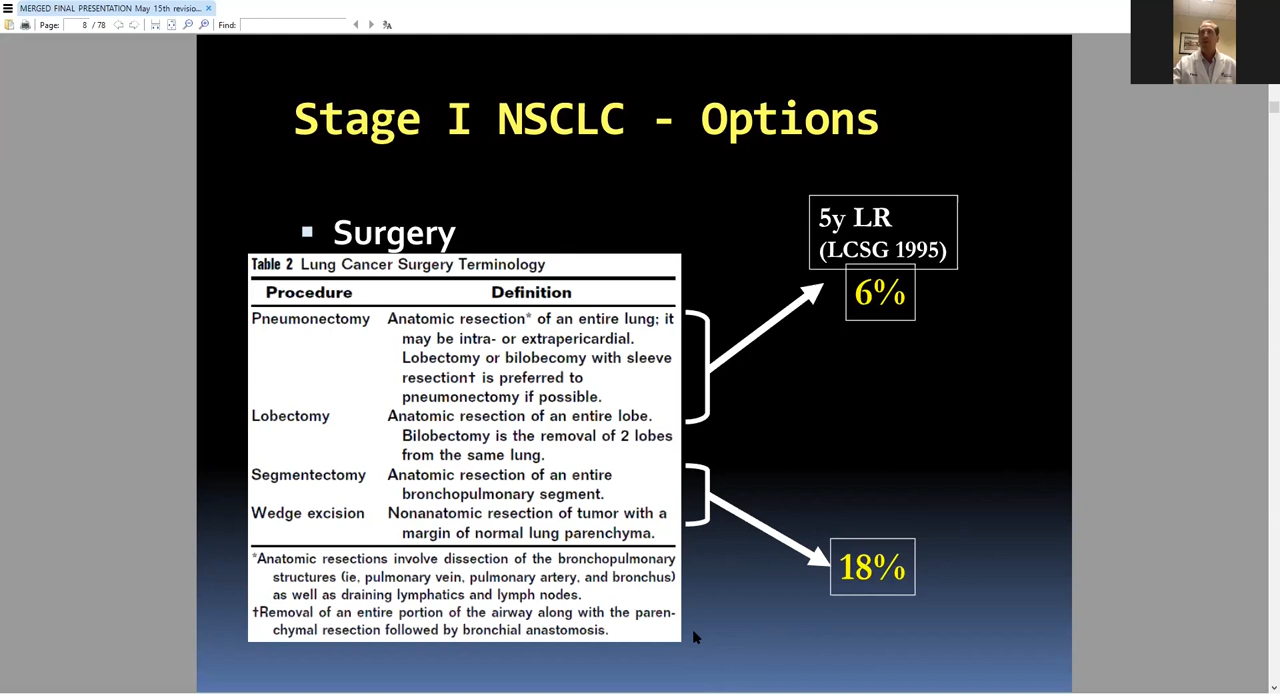 MERGED FINAL PRESENTATION May 15th revisio...
Page: 8 / 78 Find:
Stage I NSCLC - Options
Surgery
Table 2 Lung Cancer Surgery Terminology
Procedure Definition
Pneumonectomy Anatomic resection* of an entire lung; it
may be intra- or extrapericardial.
Lobectomy or bilobecomy with sleeve
resection† is preferred to
pneumonectomy if possible.
Lobectomy Anatomic resection of an entire lobe.
Bilobectomy is the removal of 2 lobes
from the same lung.
Segmentectomy Anatomic resection of an entire
bronchopulmonary segment.
Wedge excision Nonanatomic resection of tumor with a
margin of normal lung parenchyma.
*Anatomic resections involve dissection of the bronchopulmonary
structures (ie, pulmonary vein, pulmonary artery, and bronchus)
as well as draining lymphatics and lymph nodes.
†Removal of an entire portion of the airway along with the paren-
chymal resection followed by bronchial anastomosis.
5y LR
(LCSG 1995)
6%
18%